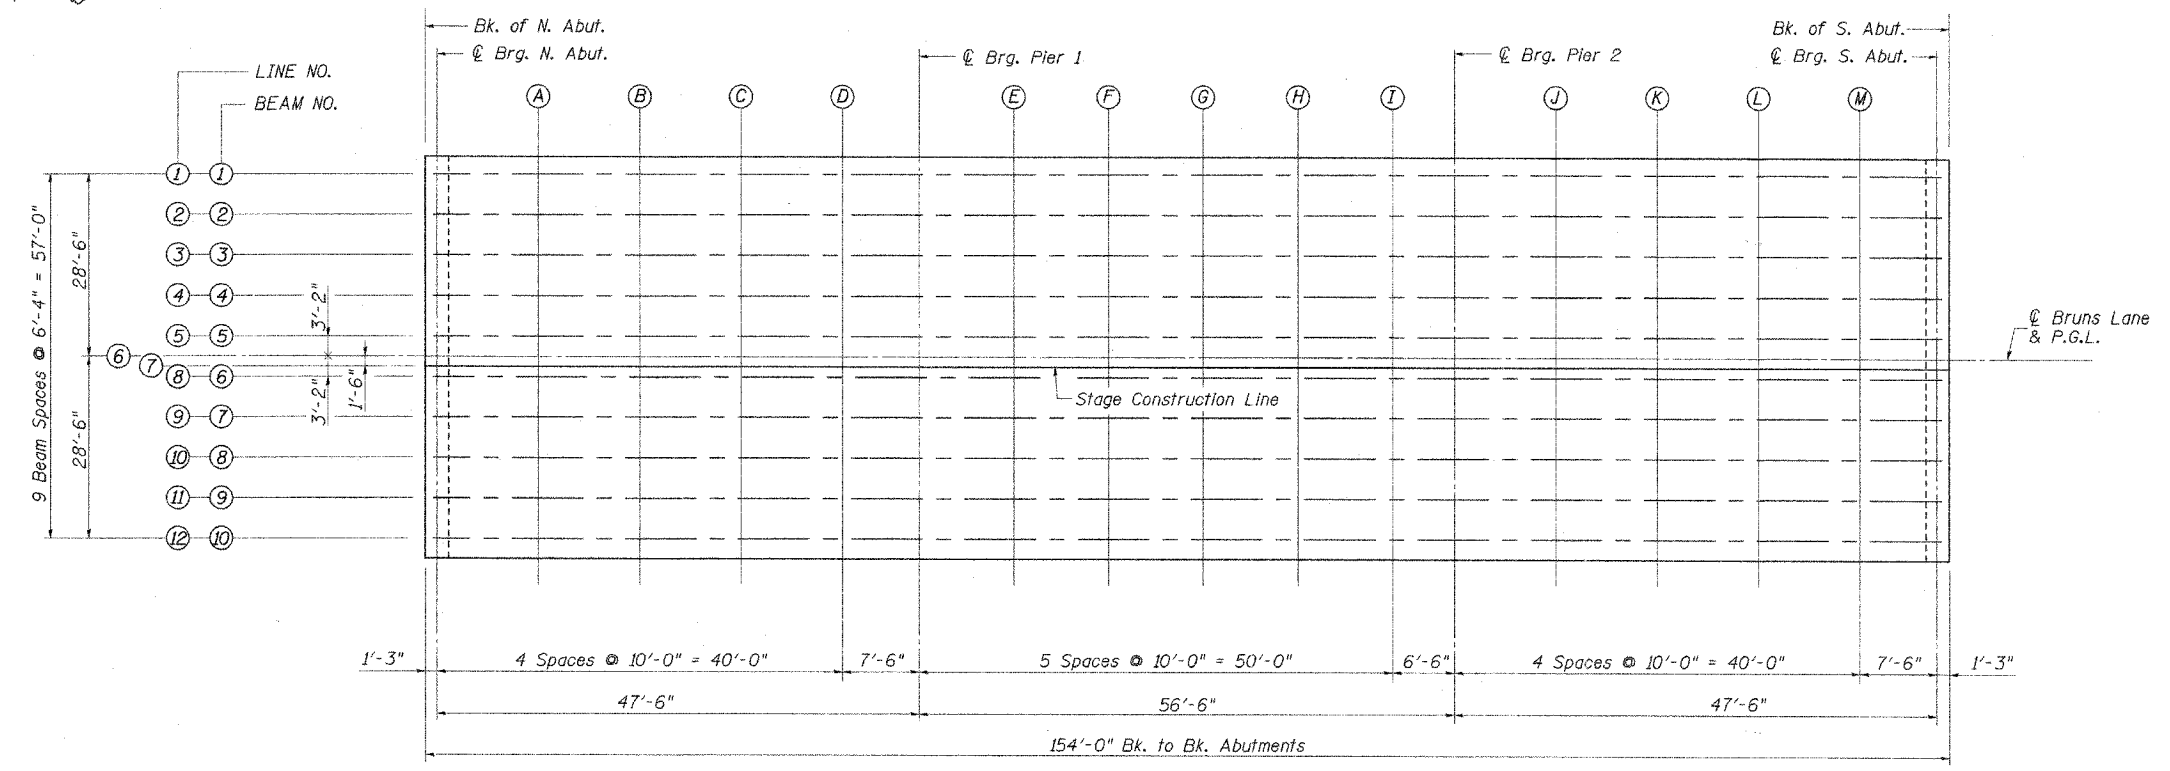 Bk. of N. Abut.
Bk. of S. Abut.
℄ Brg. N. Abut.
℄ Brg. Pier 1
℄ Brg. Pier 2
℄ Brg. S. Abut.
LINE NO.
BEAM NO.
A B C D E F G H I J K L M
1 1
2 2
3 3
4 4
5 5
6
7
8 6
9 7
10 8
11 9
12 10
9 Beam Spaces @ 6'-4" = 57'-0"
28'-6"
28'-6"
3'-2"
3'-2"
1'-6"
℄ Bruns Lane
& P.G.L.
Stage Construction Line
1'-3"
4 Spaces @ 10'-0" = 40'-0"
7'-6"
5 Spaces @ 10'-0" = 50'-0"
6'-6"
4 Spaces @ 10'-0" = 40'-0"
7'-6"
1'-3"
47'-6"
56'-6"
47'-6"
154'-0" Bk. to Bk. Abutments